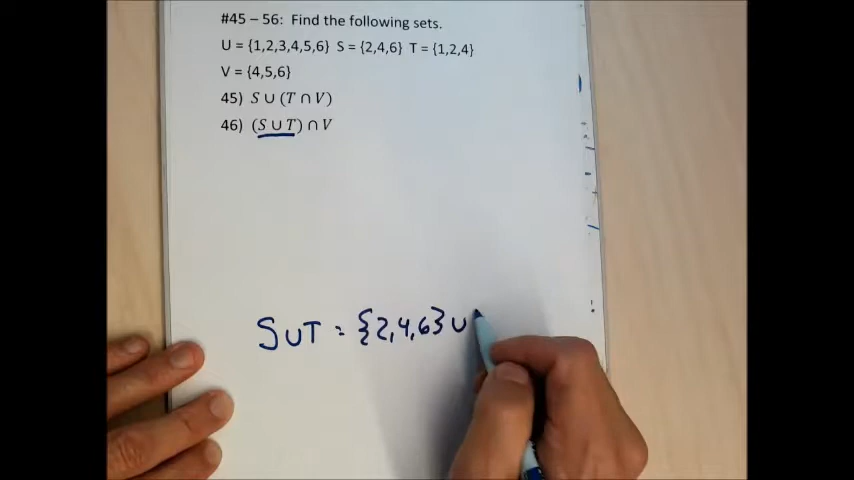 #45 – 56: Find the following sets.
U = {1,2,3,4,5,6} S = {2,4,6} T = {1,2,4}
V = {4,5,6}
45) S ∪ (T ∩ V)
46) (S ∪ T) ∩ V
S∪T = {2,4,6} ∪